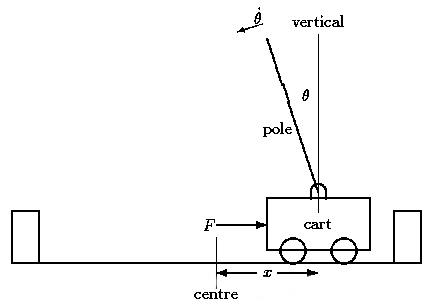 θ̇
vertical
θ
pole
F
cart
x
centre